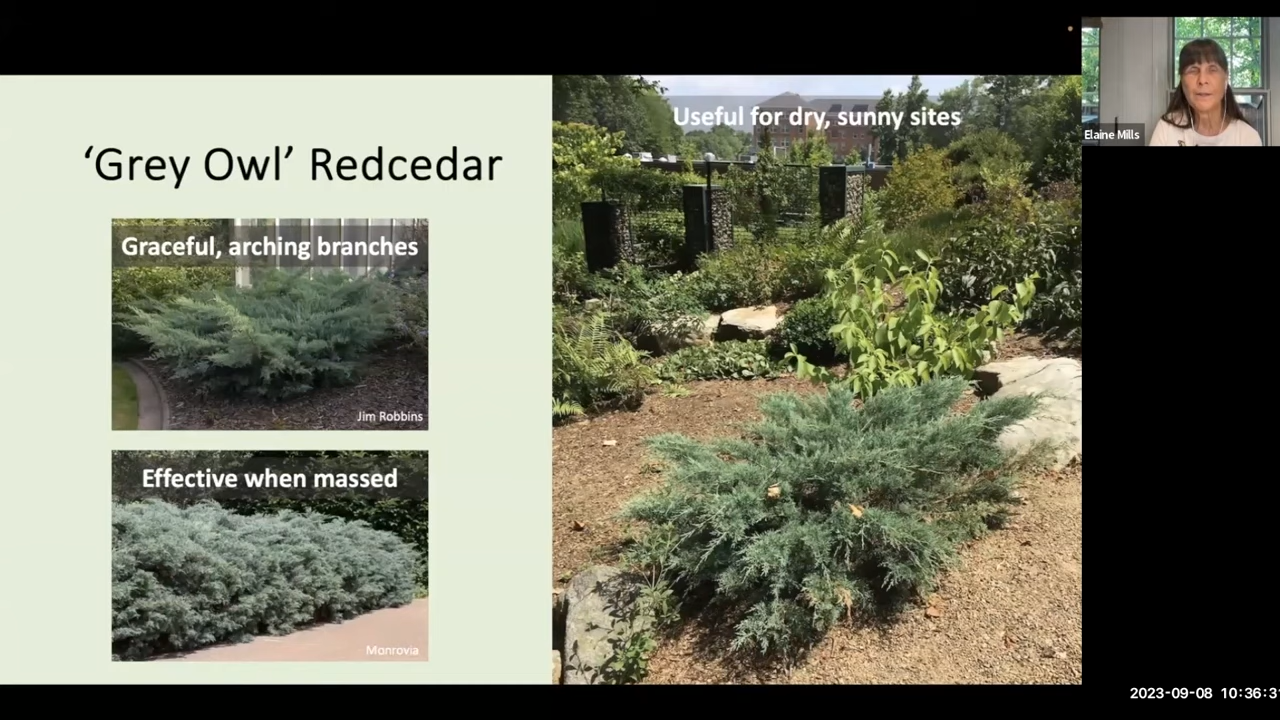 ‘Grey Owl’ Redcedar
Graceful, arching branches
Jim Robbins
Effective when massed
Monrovia
Useful for dry, sunny sites
Elaine Mills
2023-09-08 10:36:3